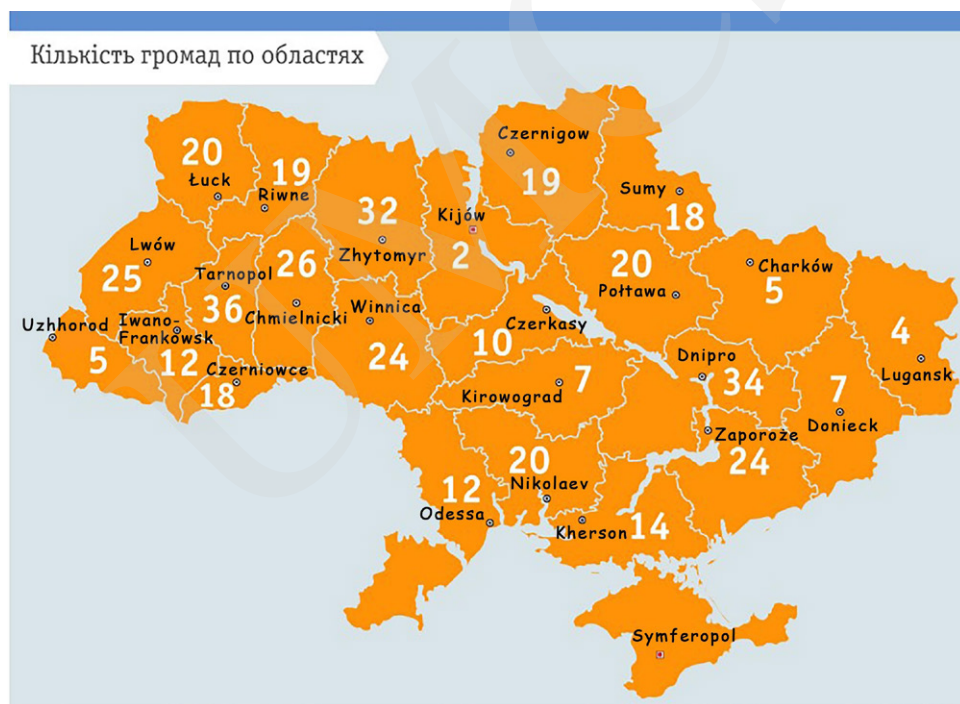 Кількість громад по областях
Czernigow
20
Łuck
19
Riwne
19
32
Sumy
18
Kijów
2
Zhytomyr
Lwów
25
Tarnopol
26
20
Charków
5
36
Chmielnicki
Winnica
Połtawa
Uzhhorod
Iwano-
Frankówsk
Czerkasy
4
Lugansk
5
12
Czerniowce
18
24
10
Dnipro
34
7
Kirowograd
7
Donieck
Zaporoże
24
20
Nikolaev
12
Odessa
Kherson
14
Symferopol